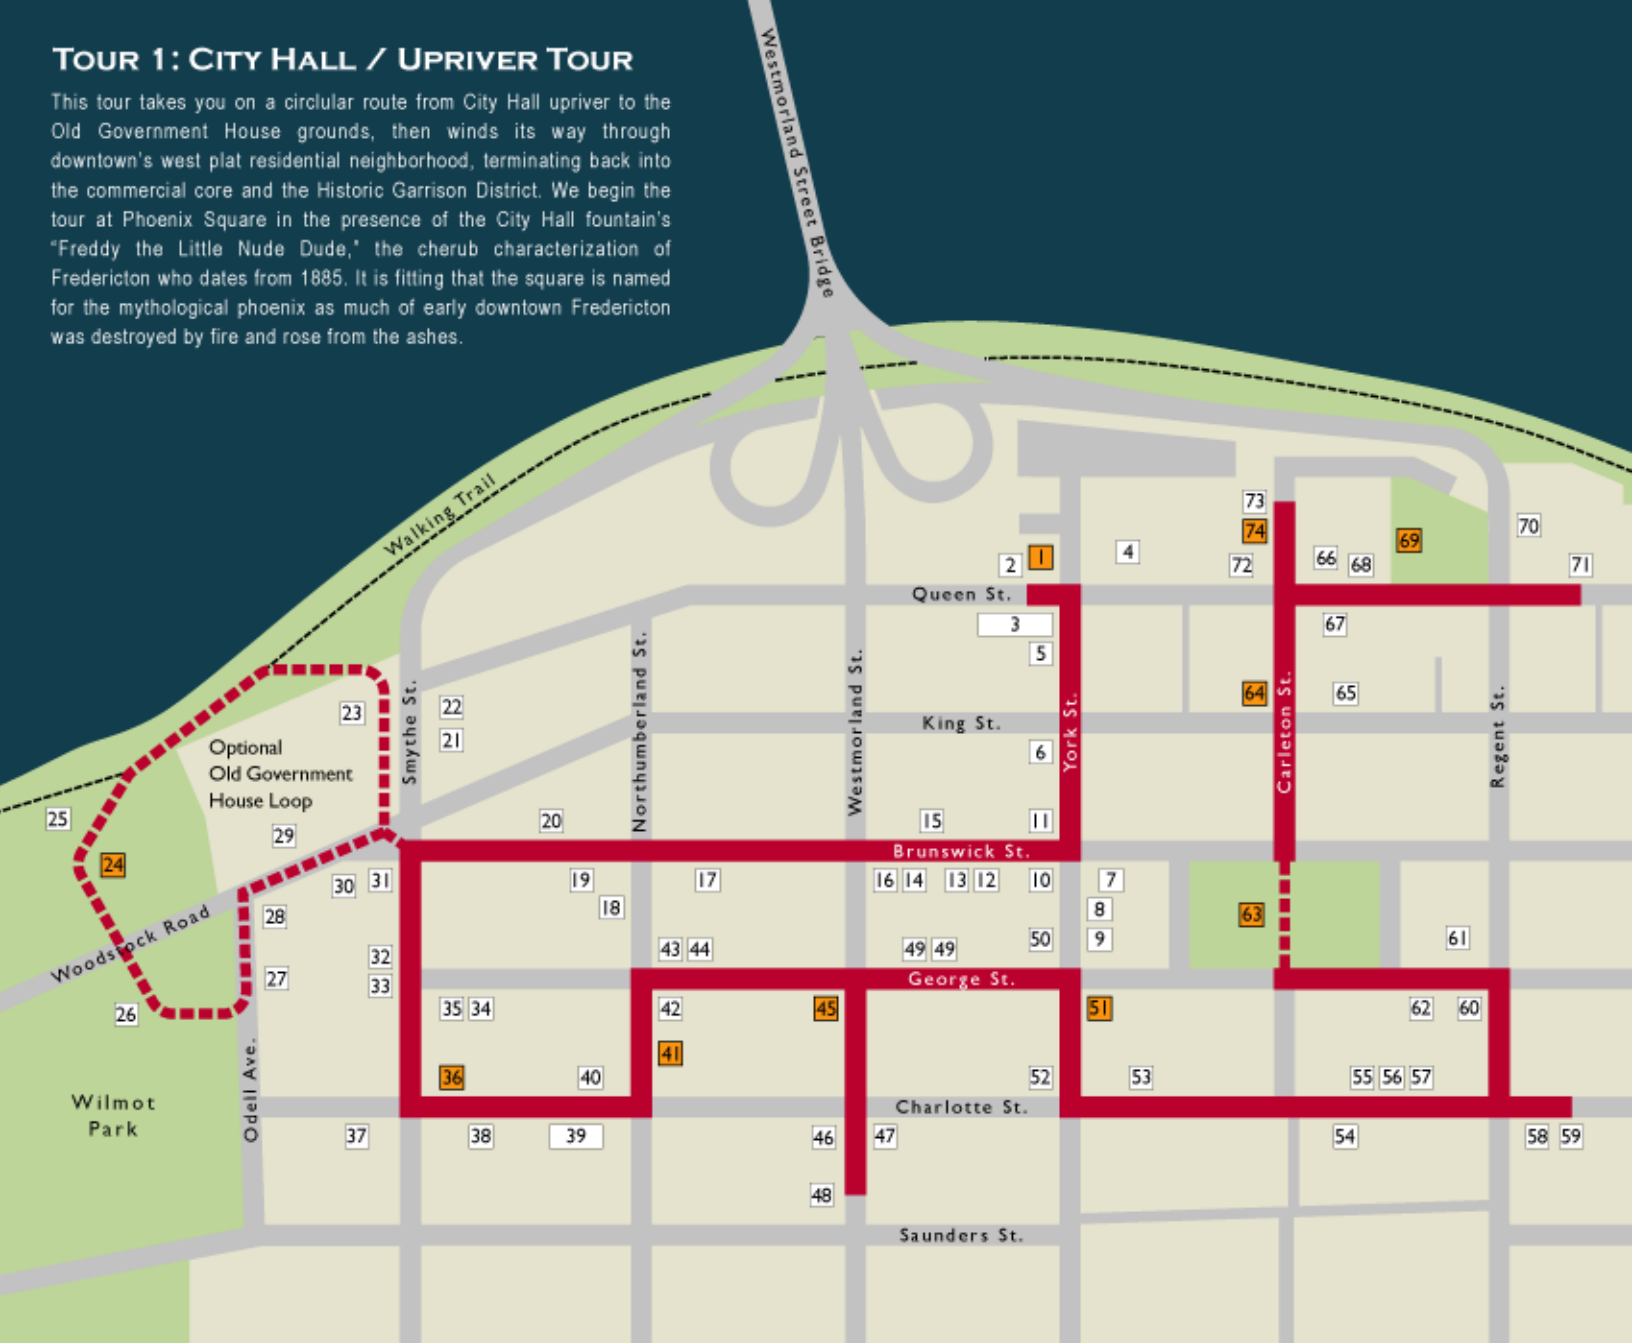 TOUR 1: CITY HALL / UPRIVER TOUR
This tour takes you on a circlular route from City Hall upriver to the
Old Government House grounds, then winds its way through
downtown's west plat residential neighborhood, terminating back into
the commercial core and the Historic Garrison District. We begin the
tour at Phoenix Square in the presence of the City Hall fountain's
"Freddy the Little Nude Dude," the cherub characterization of
Fredericton who dates from 1885. It is fitting that the square is named
for the mythological phoenix as much of early downtown Fredericton
was destroyed by fire and rose from the ashes.
Westmorland Street Bridge
Walking Trail
73
74
70
69
1
4
2
72
66
68
71
Queen St.
3
67
5
64
65
22
23
21
King St.
6
Optional
Old Government
House Loop
Smythe St.
Northumberland St.
Westmorland St.
York St.
Carleton St.
Regent St.
25
29
20
15
11
Brunswick St.
24
30
31
19
17
16
14
13
12
10
7
28
18
8
63
Woodstock Road
32
43
44
49
49
50
9
61
27
33
George St.
26
35
34
42
45
51
62
60
41
36
40
52
53
55
56
57
Wilmot
Park
Odell Ave.
Charlotte St.
37
38
39
46
47
54
58
59
48
Saunders St.